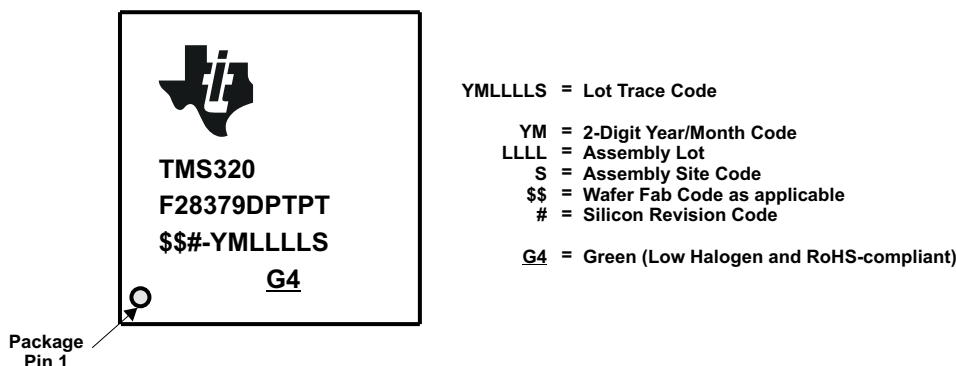 TMS320
F28379DPTPT
$$#-YMLLLLS
G4
Package
Pin 1
YMLLLLS = Lot Trace Code
YM = 2-Digit Year/Month Code
LLLL = Assembly Lot
S = Assembly Site Code
$$ = Wafer Fab Code as applicable
# = Silicon Revision Code
G4 = Green (Low Halogen and RoHS-compliant)